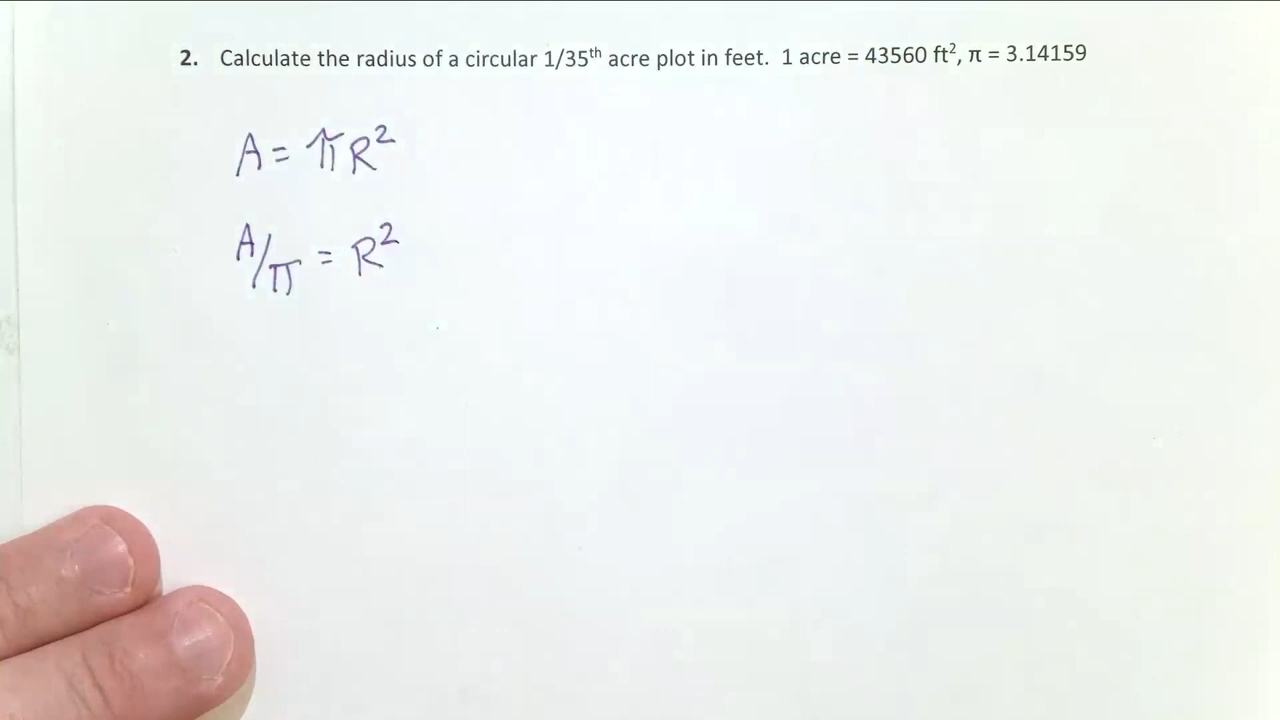 2. Calculate the radius of a circular 1/35th acre plot in feet. 1 acre = 43560 ft², π = 3.14159
A = πR²
A/π = R²